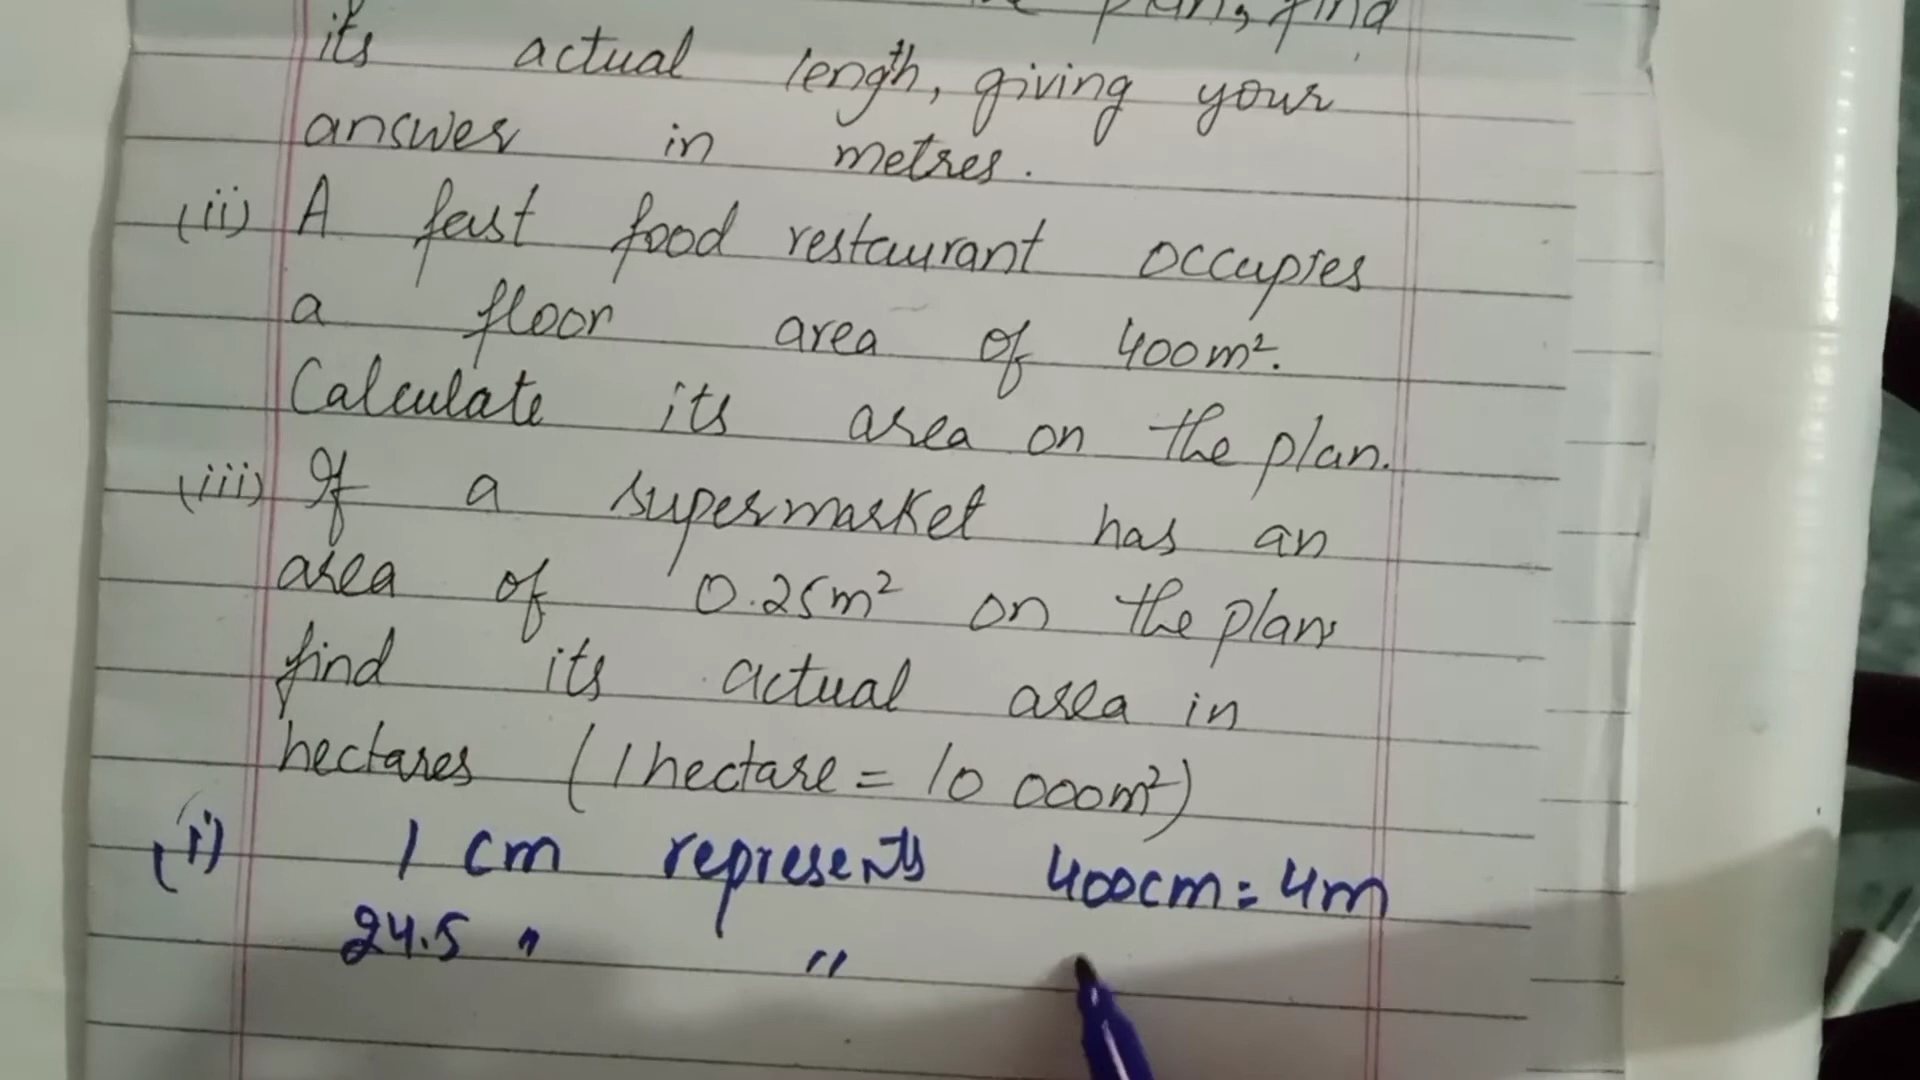 plan, find
its actual length, giving your
answer in metres.
(ii) A fast food restaurant occupies
a floor area of 400m².
Calculate its area on the plan.
(iii) If a supermarket has an
area of 0.25m² on the plan,
find its actual area in
hectares (1 hectare = 10 000m²)
(i) 1 cm represents 400cm = 4m
24.5 " "